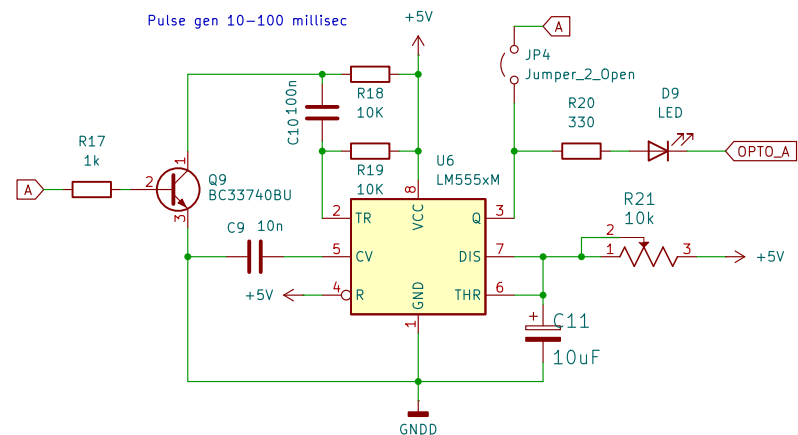 Pulse gen 10-100 millisec
+5V
A
JP4
Jumper_2_Open
R18
10K
C10 100n
R20
330
D9
LED
OPTO_A
R17
1k
A
1
2
3
Q9
BC33740BU
R19
10K
U6
LM555xM
8
VCC
2
TR
Q
3
C9
10n
5
CV
DIS
7
R21
10k
2
1
3
+5V
+5V
4
R
GND
THR
6
1
+
C11
10uF
GNDD